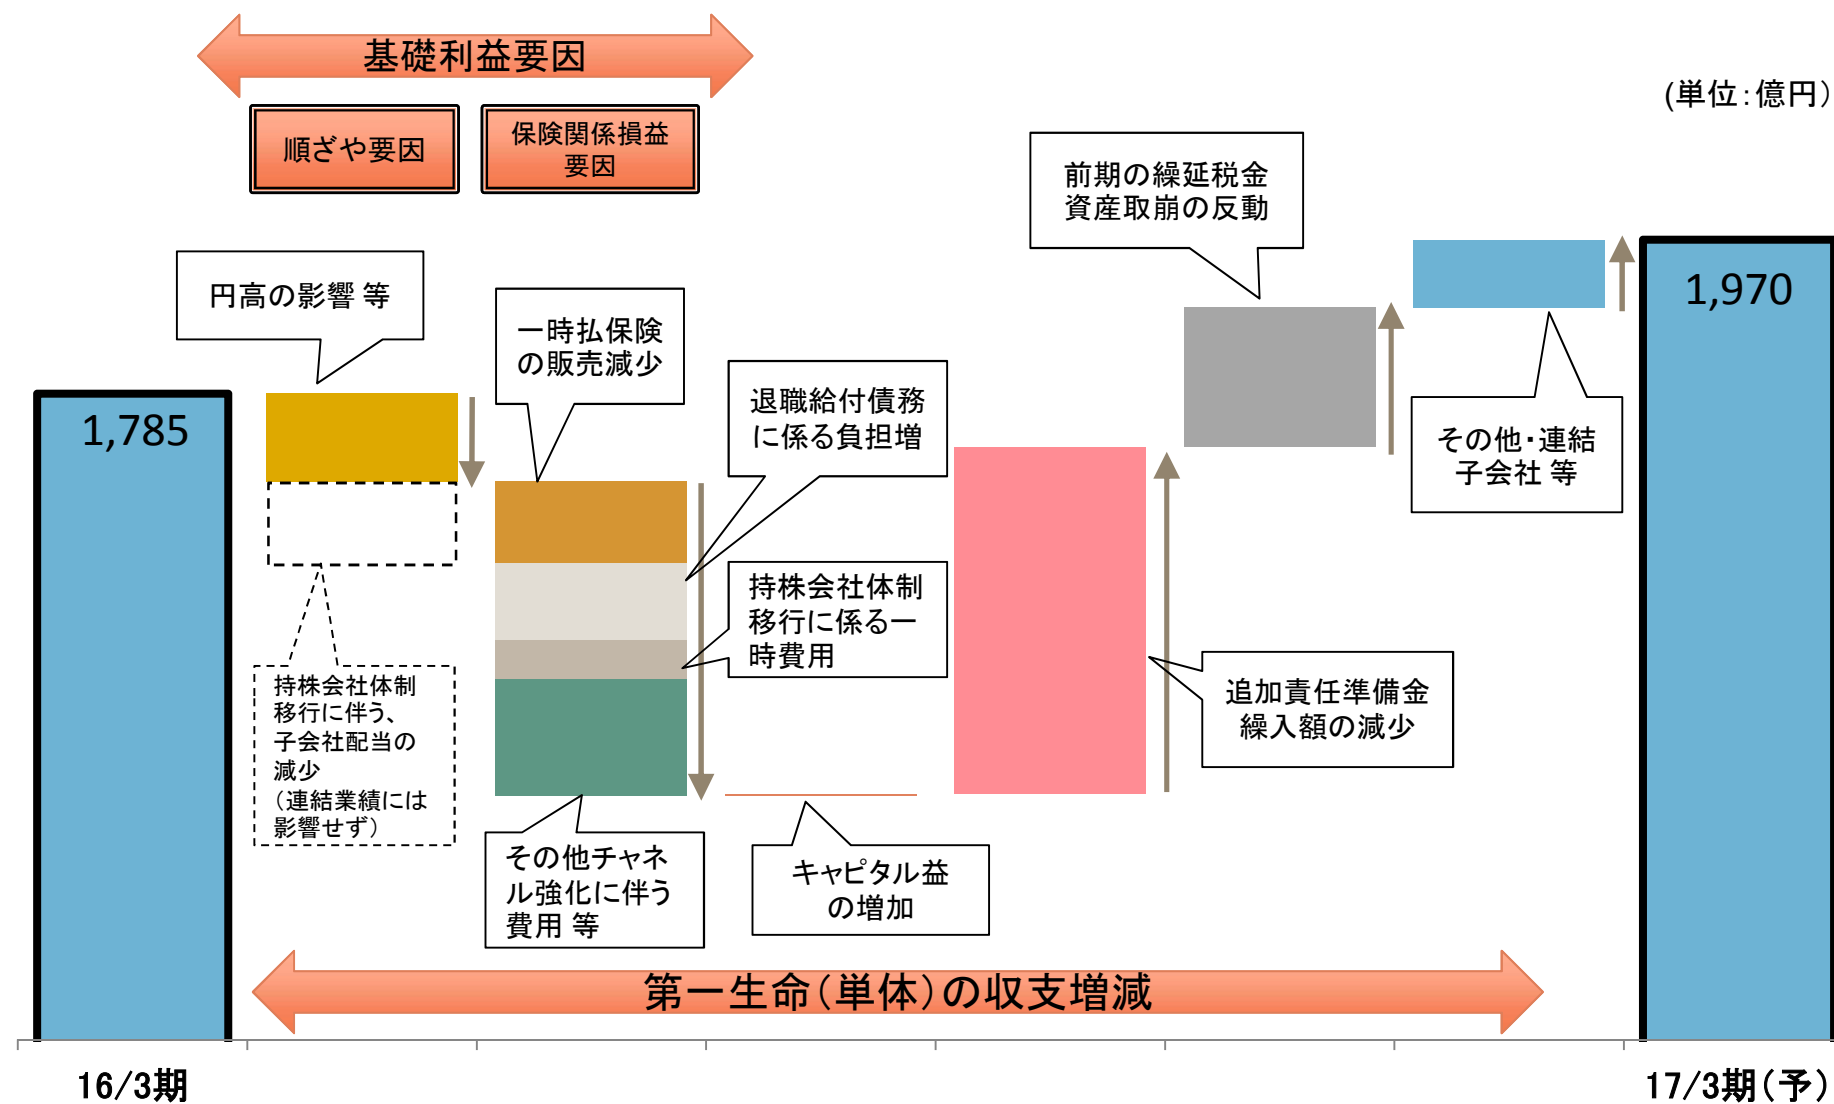 基礎利益要因
(単位：億円）
順ざや要因
保険関係損益
要因
前期の繰延税金
資産取崩の反動
円高の影響 等
一時払保険
の販売減少
1,970
1,785
退職給付債務
に係る負担増
その他・連結
子会社 等
持株会社体制
移行に係る一
時費用
持株会社体制
移行に伴う、
子会社配当の
減少
（連結業績には
影響せず）
追加責任準備金
繰入額の減少
その他チャネ
ル強化に伴う
費用 等
キャピタル益
の増加
第一生命（単体）の収支増減
16/3期
17/3期（予）